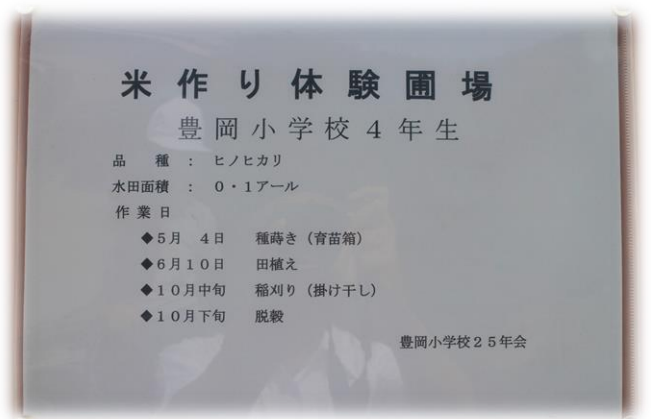 米作り体験圃場
豊岡小学校４年生
品　種　：　ヒノヒカリ
水田面積　：　０・１アール
作業日
◆５月　４日　　種蒔き（育苗箱）
◆６月１０日　　田植え
◆１０月中旬　　稲刈り（掛け干し）
◆１０月下旬　　脱穀
豊岡小学校２５年会